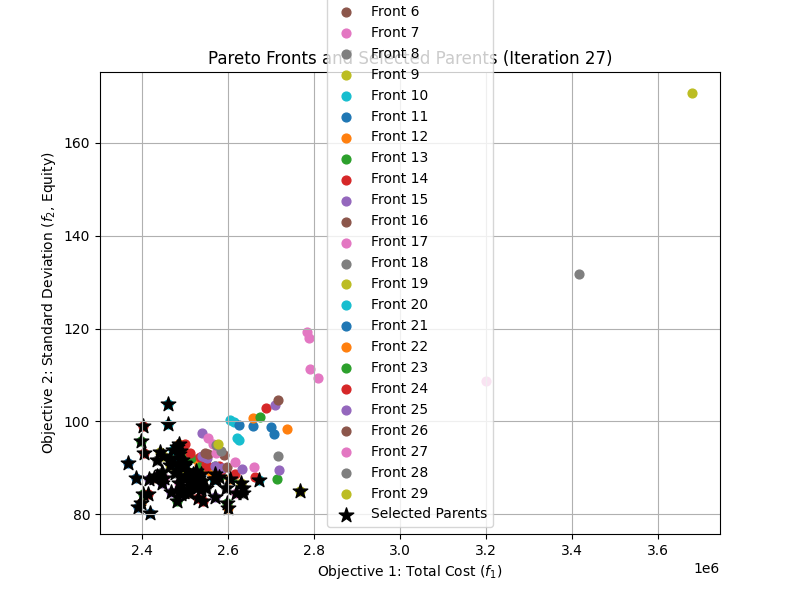 Front 6
Front 7
Front 8
Pareto Fronts and Selected Parents (Iteration 27)
Front 9
Front 10
Front 11
Front 12
Front 13
Front 14
Front 15
Front 16
Front 17
Front 18
Front 19
Front 20
Front 21
Front 22
Front 23
Front 24
Front 25
Front 26
Front 27
Front 28
Front 29
Selected Parents
Objective 2: Standard Deviation (f₂, Equity)
160
140
120
100
80
2.4 2.6 2.8 3.0 3.2 3.4 3.6
1e6
Objective 1: Total Cost (f₁)